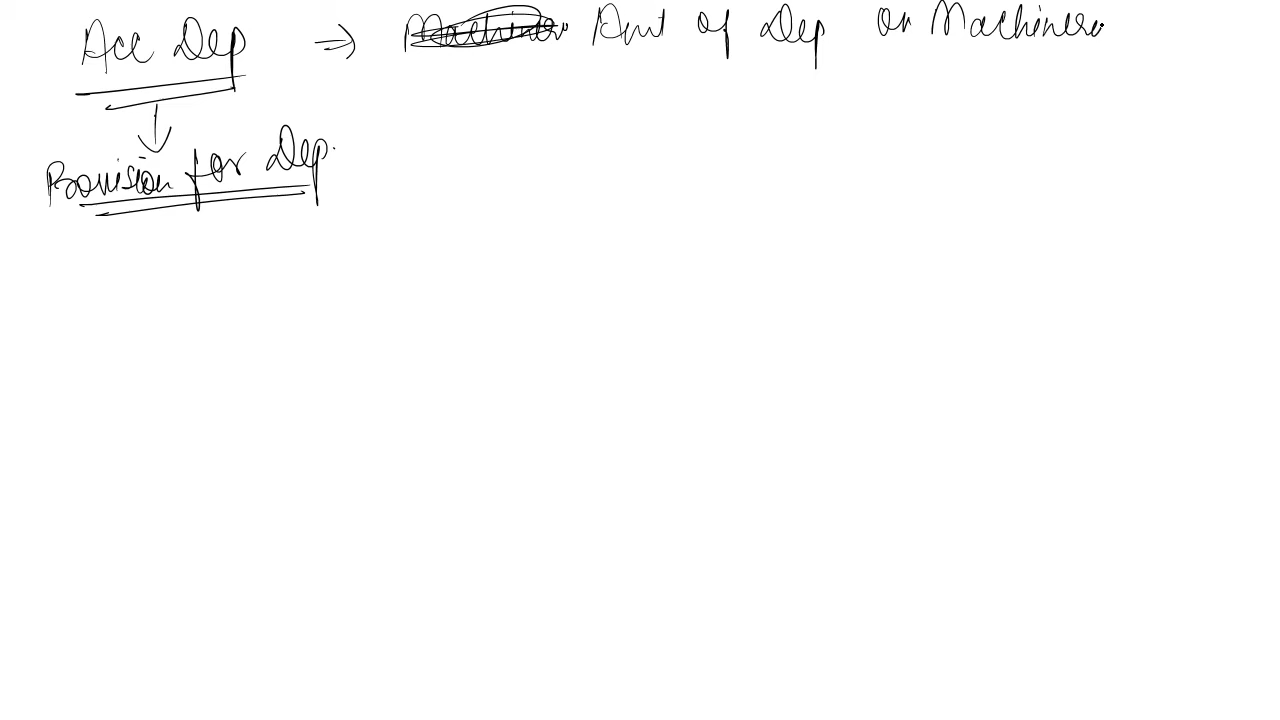 Acc Dep ⇒ Amt of Dep on Machinery
↓
Provision for Dep.